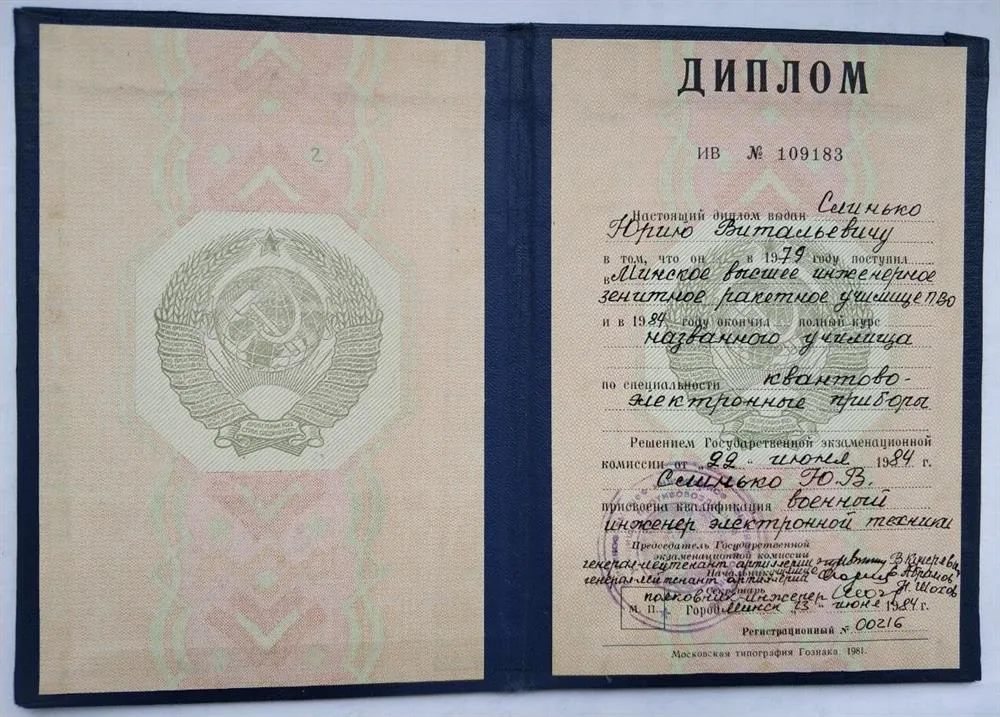 2
ДИПЛОМ
ИВ № 109183
Настоящий диплом выдан Слинько
Юрию Витальевичу
в том, что он в 1979 году поступил
в Минское высшее инженерное
зенитное ракетное училище ПВО
и в 1984 году окончил полный курс
названного училища
по специальности квантово-
электронные приборы
Решением Государственной экзаменационной
комиссии от „22" июня 1984 г.
Слинько Ю.В.
присвоена квалификация военный
инженер электронной техники
Председатель Государственной
экзаменационной комиссии
генерал-лейтенант артиллерии
Начальник училища
генерал-лейтенант артиллерии
Секретарь
полковник-инженер
М. П. Город Минск июня 1984 г.
Регистрационный № 00216
Московская типография Гознака. 1981.